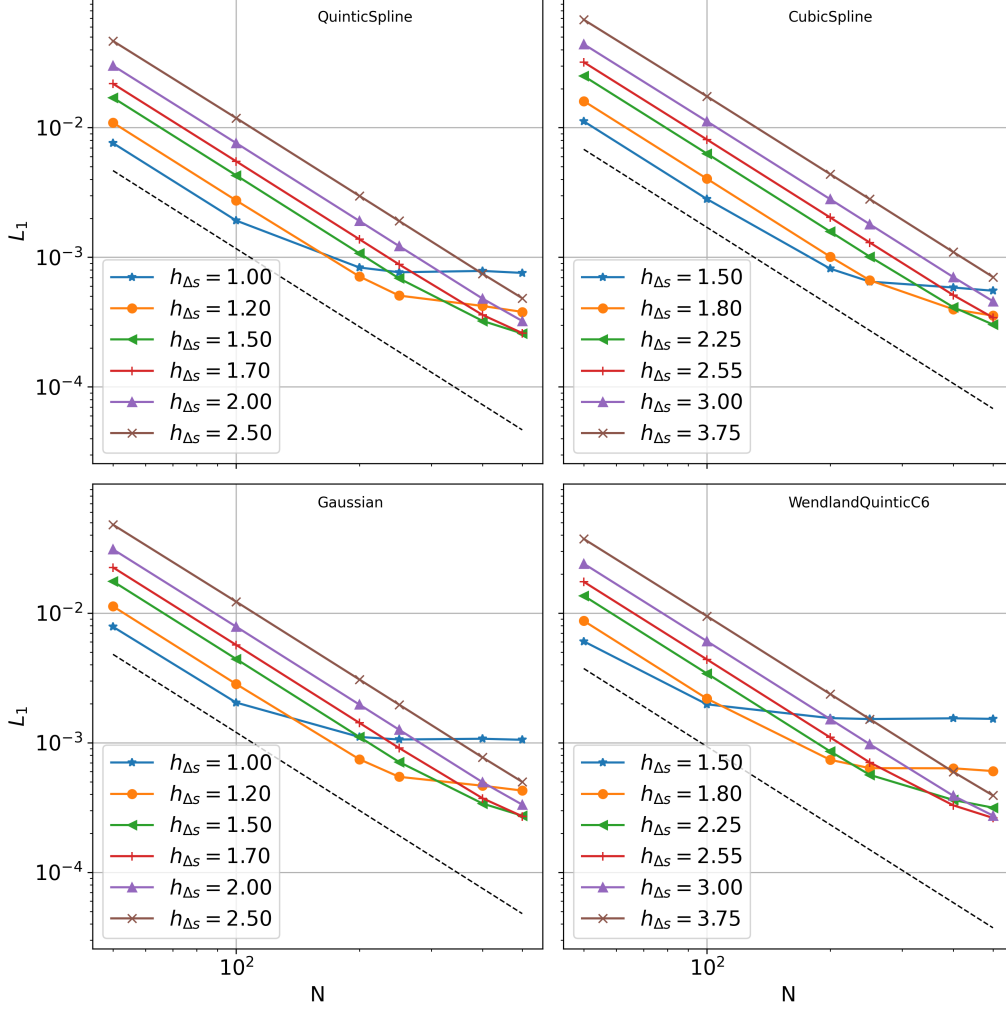 QuinticSpline
CubicSpline
10⁻²
10⁻³
10⁻⁴
L₁
h_Δs = 1.00
h_Δs = 1.20
h_Δs = 1.50
h_Δs = 1.70
h_Δs = 2.00
h_Δs = 2.50
h_Δs = 1.50
h_Δs = 1.80
h_Δs = 2.25
h_Δs = 2.55
h_Δs = 3.00
h_Δs = 3.75
Gaussian
WendlandQuinticC6
10⁻²
10⁻³
10⁻⁴
L₁
h_Δs = 1.00
h_Δs = 1.20
h_Δs = 1.50
h_Δs = 1.70
h_Δs = 2.00
h_Δs = 2.50
h_Δs = 1.50
h_Δs = 1.80
h_Δs = 2.25
h_Δs = 2.55
h_Δs = 3.00
h_Δs = 3.75
10²
10²
N
N